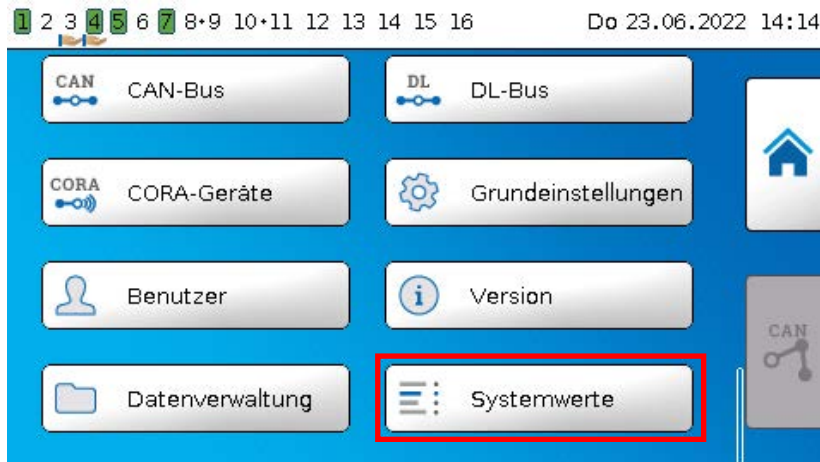 1 2 3 4 5 6 7 8+9 10+11 12 13 14 15 16 Do 23.06.2022 14:14
CAN CAN-Bus DL DL-Bus
CORA CORA-Geräte Grundeinstellungen
Benutzer i Version
CAN
Datenverwaltung Systemwerte